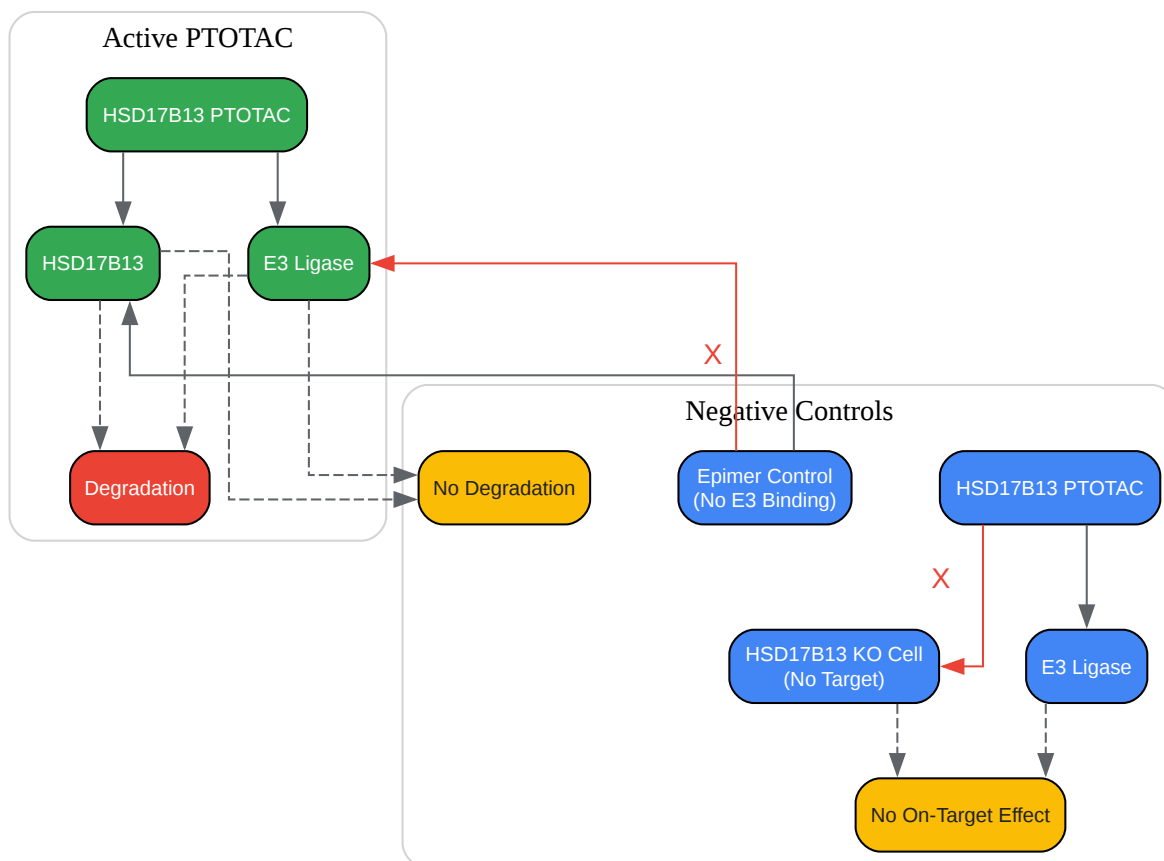 Active PTOTAC
HSD17B13 PTOTAC
HSD17B13
E3 Ligase
X
Negative Controls
Degradation
No Degradation
Epimer Control
(No E3 Binding)
HSD17B13 PTOTAC
X
HSD17B13 KO Cell
(No Target)
E3 Ligase
No On-Target Effect